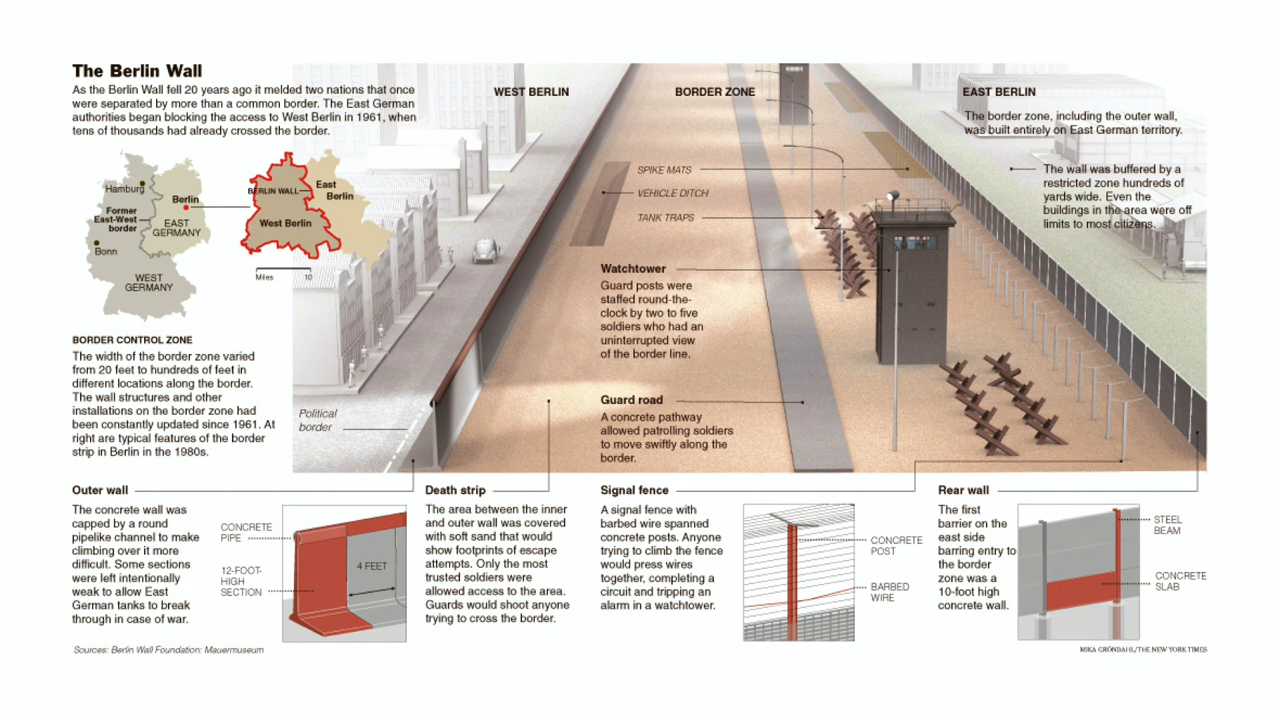 The Berlin Wall
As the Berlin Wall fell 20 years ago it melded two nations that once
were separated by more than a common border. The East German
authorities began blocking the access to West Berlin in 1961, when
tens of thousands had already crossed the border.
WEST BERLIN
BORDER ZONE
EAST BERLIN
The border zone, including the outer wall,
was built entirely on East German territory.
The wall was buffered by a
restricted zone hundreds of
yards wide. Even the
buildings in the area were off
limits to most citizens.
Hamburg
Berlin
Former
East-West
border
EAST
GERMANY
Bonn
WEST
GERMANY
BERLIN WALL
East
Berlin
West Berlin
Miles
10
SPIKE MATS
VEHICLE DITCH
TANK TRAPS
Watchtower
Guard posts were
staffed round-the-
clock by two to five
soldiers who had an
uninterrupted view
of the border line.
BORDER CONTROL ZONE
The width of the border zone varied
from 20 feet to hundreds of feet in
different locations along the border.
The wall structures and other
installations on the border zone had
been constantly updated since 1961. At
right are typical features of the border
strip in Berlin in the 1980s.
Political
border
Guard road
A concrete pathway
allowed patrolling soldiers
to move swiftly along the
border.
Outer wall
The concrete wall was
capped by a round
pipelike channel to make
climbing over it more
difficult. Some sections
were left intentionally
weak to allow East
German tanks to break
through in case of war.
CONCRETE
PIPE
12-FOOT-
HIGH
SECTION
4 FEET
Death strip
The area between the inner
and outer wall was covered
with soft sand that would
show footprints of escape
attempts. Only the most
trusted soldiers were
allowed access to the area.
Guards would shoot anyone
trying to cross the border.
Signal fence
A signal fence with
barbed wire spanned
concrete posts. Anyone
trying to climb the fence
would press wires
together, completing a
circuit and tripping an
alarm in a watchtower.
CONCRETE
POST
BARBED
WIRE
Rear wall
The first
barrier on the
east side
barring entry to
the border
zone was a
10-foot high
concrete wall.
STEEL
BEAM
CONCRETE
SLAB
Sources: Berlin Wall Foundation: Mauermuseum
MIKA GRÖNDAHL/THE NEW YORK TIMES